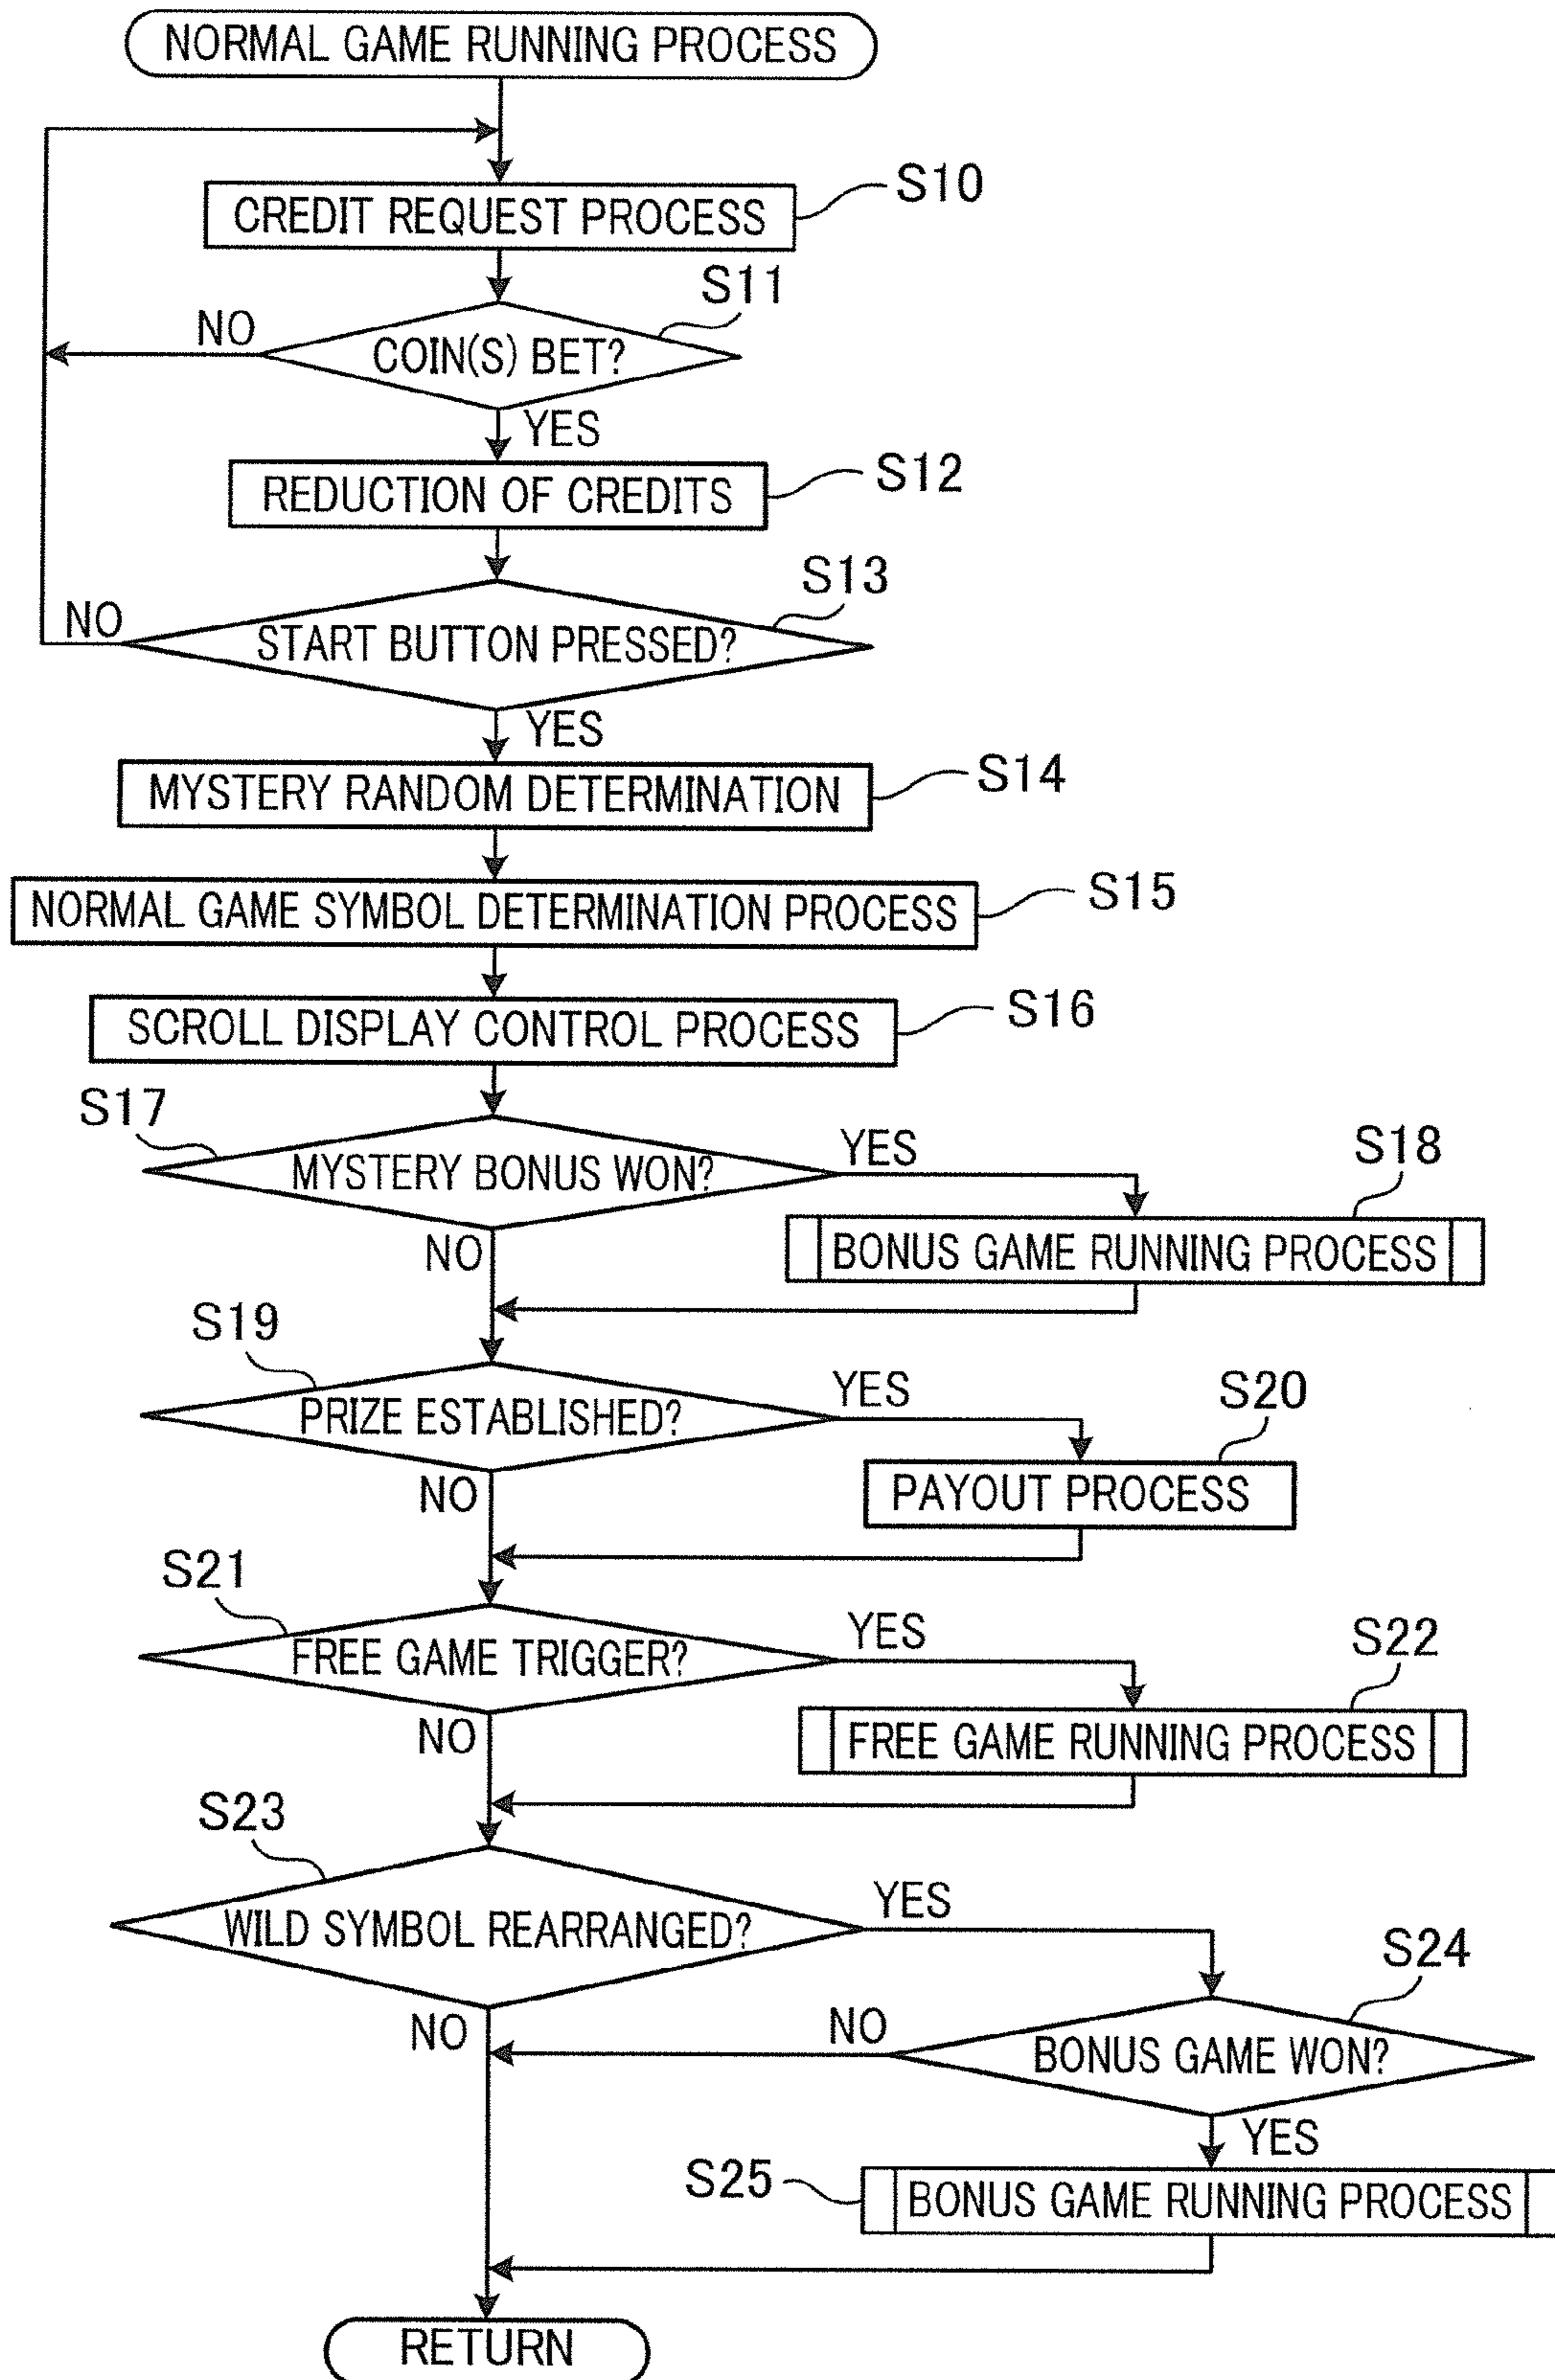 NORMAL GAME RUNNING PROCESS
CREDIT REQUEST PROCESS
S10
S11
NO
COIN(S) BET?
YES
REDUCTION OF CREDITS
S12
S13
NO
START BUTTON PRESSED?
YES
MYSTERY RANDOM DETERMINATION
S14
NORMAL GAME SYMBOL DETERMINATION PROCESS
S15
SCROLL DISPLAY CONTROL PROCESS
S16
S17
MYSTERY BONUS WON?
YES
S18
NO
BONUS GAME RUNNING PROCESS
S19
PRIZE ESTABLISHED?
YES
S20
NO
PAYOUT PROCESS
S21
FREE GAME TRIGGER?
YES
S22
NO
FREE GAME RUNNING PROCESS
S23
WILD SYMBOL REARRANGED?
YES
S24
NO
NO
BONUS GAME WON?
YES
S25
BONUS GAME RUNNING PROCESS
RETURN